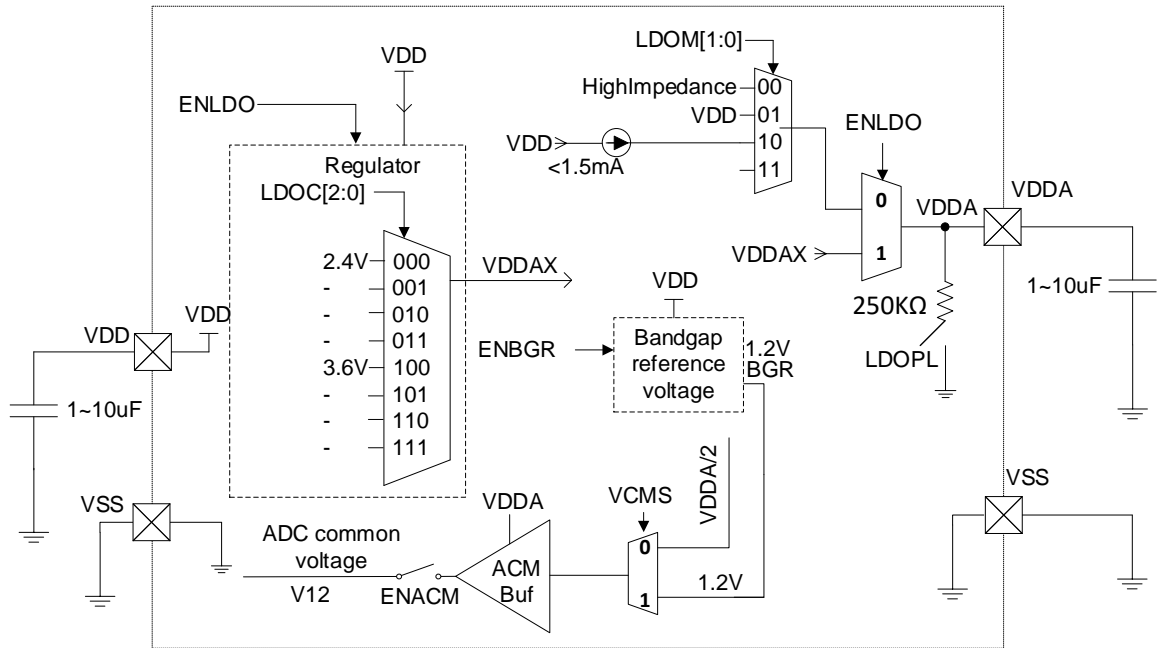 LDOM[1:0]
VDD
HighImpedance
00
ENLDO
VDD
01
ENLDO
VDD
10
<1.5mA
11
Regulator
LDOC[2:0]
0
VDDA
VDDA
2.4V
000
VDDAX
VDDAX
1
-
001
VDD
1~10uF
-
010
250KΩ
VDD
VDD
-
011
ENBGR
Bandgap
reference
voltage
1.2V
BGR
LDOPL
3.6V
100
1~10uF
-
101
-
110
-
111
VDDA/2
VSS
VSS
VDDA
VCMS
ADC common
voltage
0
ACM
Buf
V12
ENACM
1.2V
1